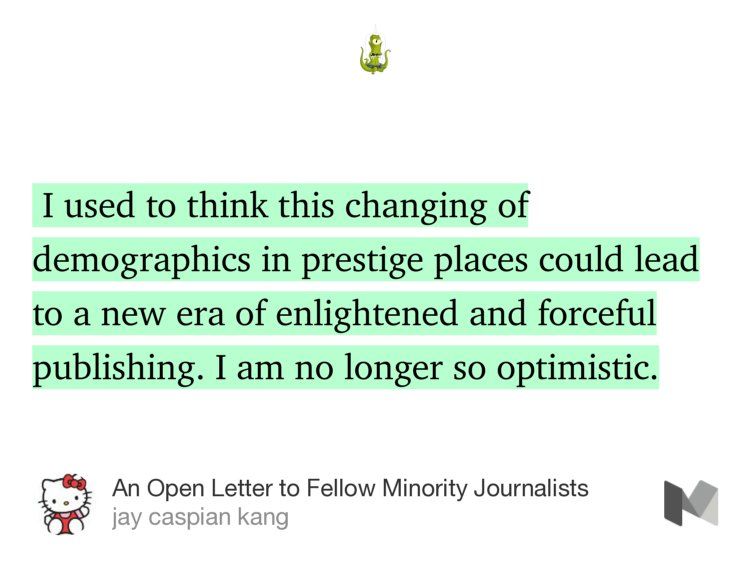 I used to think this changing of
demographics in prestige places could lead
to a new era of enlightened and forceful
publishing. I am no longer so optimistic.
An Open Letter to Fellow Minority Journalists
jay caspian kang